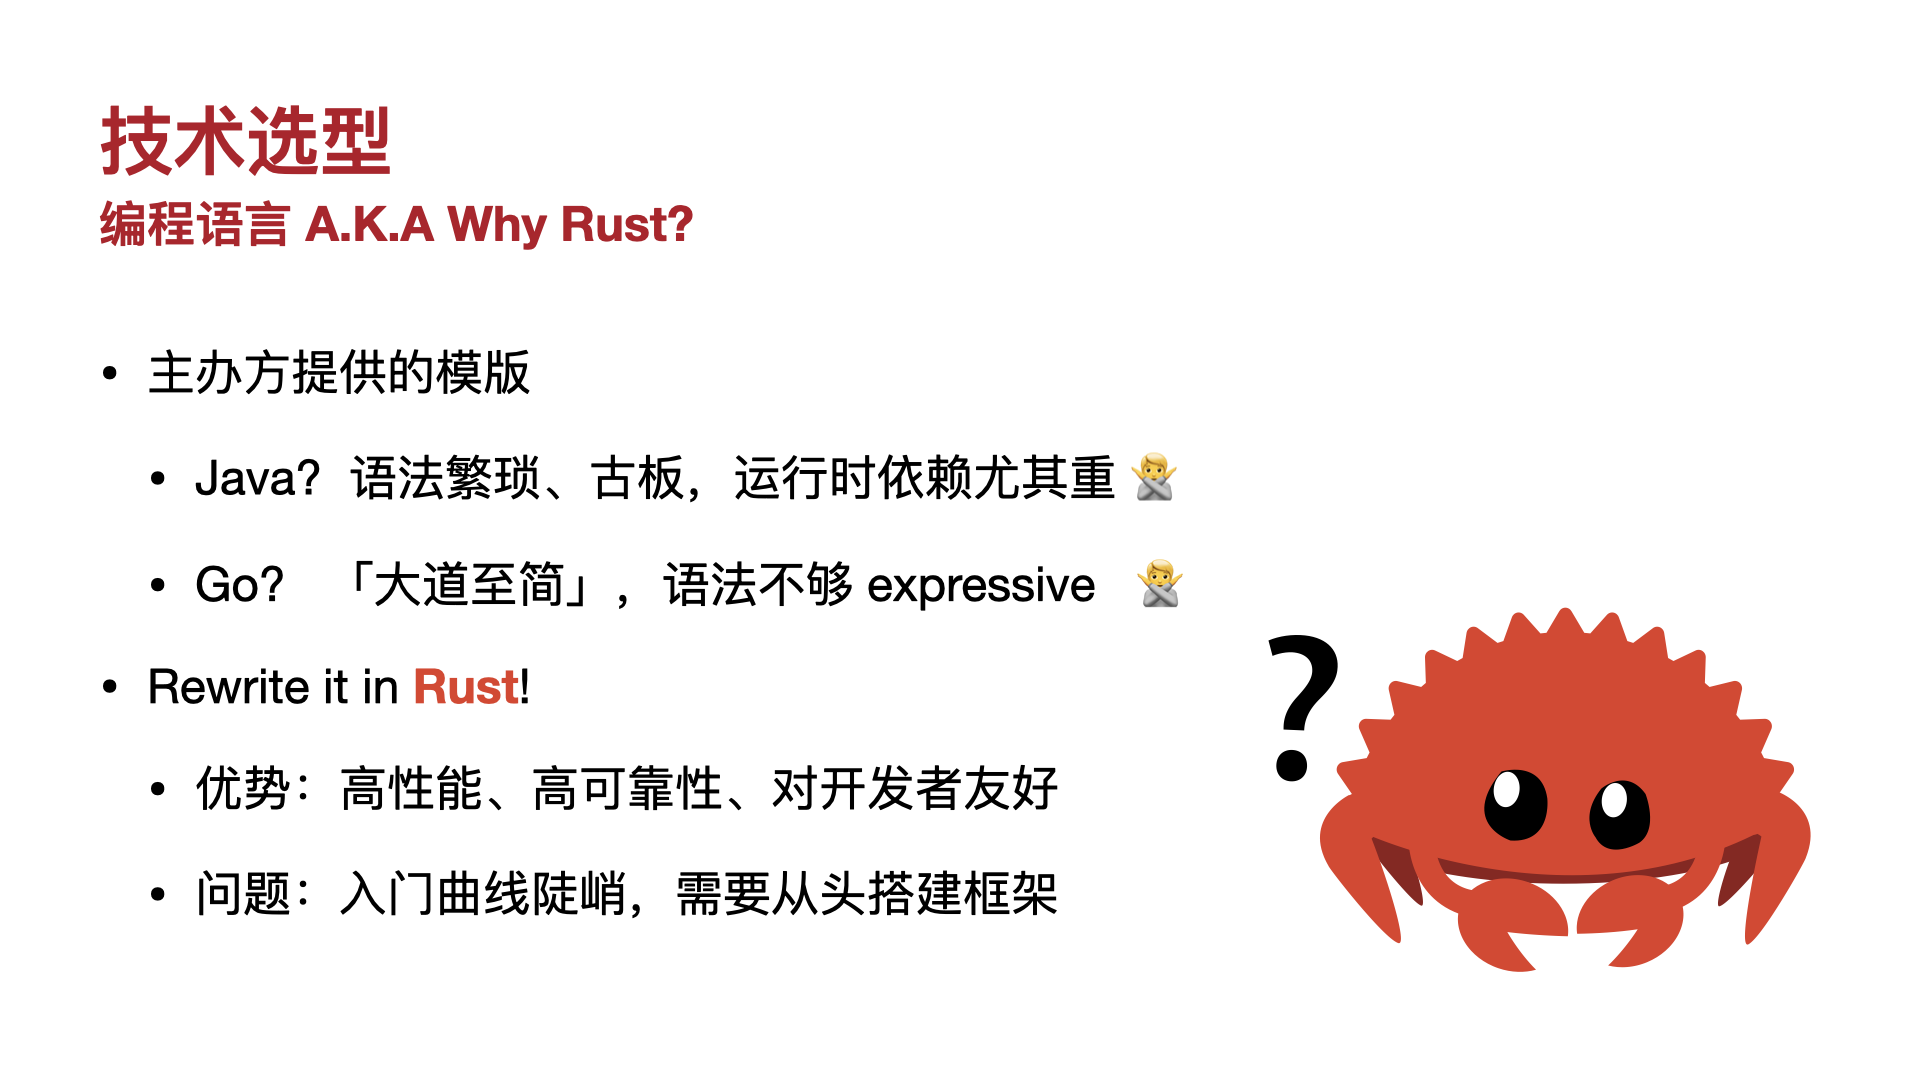 技术选型
编程语言 A.K.A Why Rust?
• 主办方提供的模版
• Java? 语法繁琐、古板，运行时依赖尤其重 🙅
• Go? 「大道至简」，语法不够 expressive 🙅
• Rewrite it in Rust!
• 优势：高性能、高可靠性、对开发者友好
• 问题：入门曲线陡峭，需要从头搭建框架
?